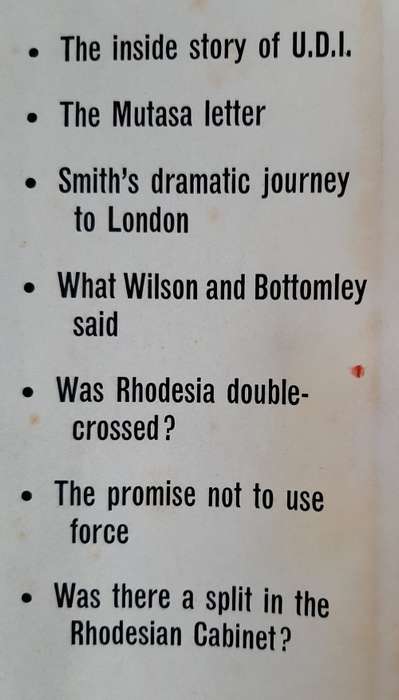 • The inside story of U.D.I.
• The Mutasa letter
• Smith's dramatic journey
to London
• What Wilson and Bottomley
said
• Was Rhodesia double-
crossed?
• The promise not to use
force
• Was there a split in the
Rhodesian Cabinet?